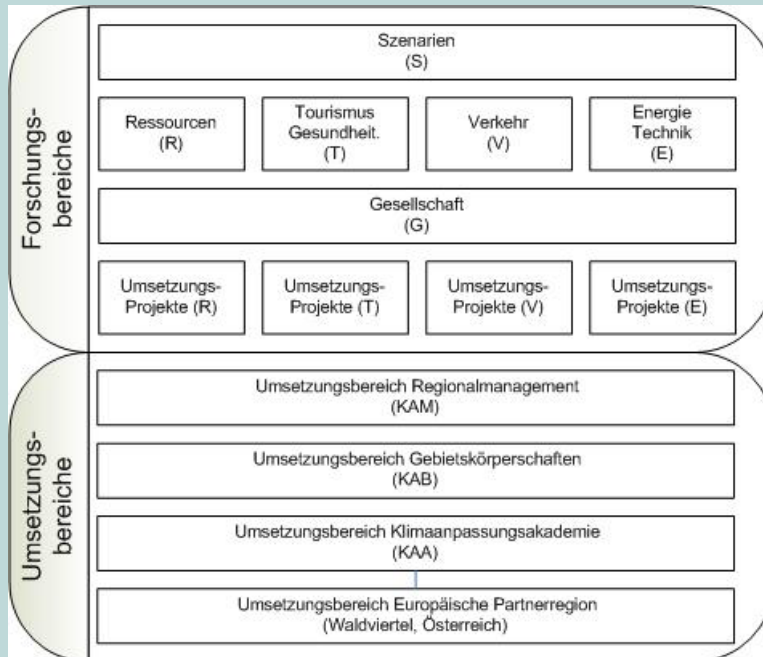 Forschungs-
bereiche
Szenarien
(S)
Ressourcen
(R)
Tourismus
Gesundheit.
(T)
Verkehr
(V)
Energie
Technik
(E)
Gesellschaft
(G)
Umsetzungs-
Projekte (R)
Umsetzungs-
Projekte (T)
Umsetzungs-
Projekte (V)
Umsetzungs-
Projekte (E)
Umsetzungs-
bereiche
Umsetzungsbereich Regionalmanagement
(KAM)
Umsetzungsbereich Gebietskörperschaften
(KAB)
Umsetzungsbereich Klimaanpassungsakademie
(KAA)
Umsetzungsbereich Europäische Partnerregion
(Waldviertel, Österreich)